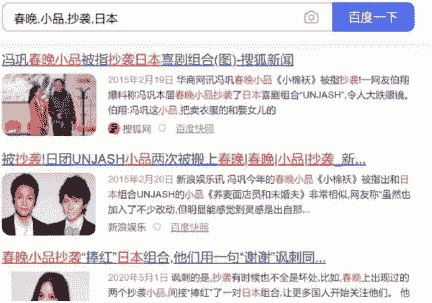 春晚,小品,抄袭,日本
百度一下
冯巩春晚小品被指抄袭日本喜剧组合(图)-搜狐新闻
2015年2月19日 华商网讯冯巩春晚小品《小棉袄》被指抄袭!一网友伯翔
爆料称冯巩本届春晚小品抄袭了日本喜剧组合“UNJASH”,令人大跌眼镜。
伯翔:冯巩这小品,把卖衣服的和娶女儿的
搜狐网
百度快照
被抄袭!日团UNJASH小品两次被搬上春晚|春晚|小品|抄袭_新...
2015年2月20日 新浪娱乐讯 冯巩今年的春晚小品《小棉袄》被指出和日
本组合UNJASH的小品《荞麦面店员和未婚夫》非常相似,网友称“虽然也
加入了不少改动,但明显能感觉到灵感是出自那...
新浪娱乐
百度快照
春晚小品抄袭“捧红”日本组合,他们用一句“谢谢”讽刺同...
2020年5月1日 讽刺的是,抄袭有时候也不全是坏处,比如,春晚上出现过的
两个抄袭小品,间接“捧红”了一对日本组合,让更多国人开始关注他们。 他